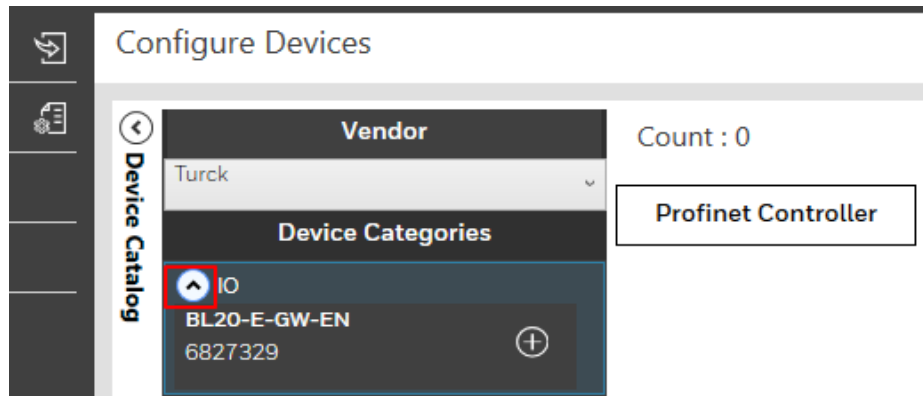 Configure Devices
Device Catalog
Vendor
Turck
Device Categories
IO
BL20-E-GW-EN
6827329
Count : 0
Profinet Controller